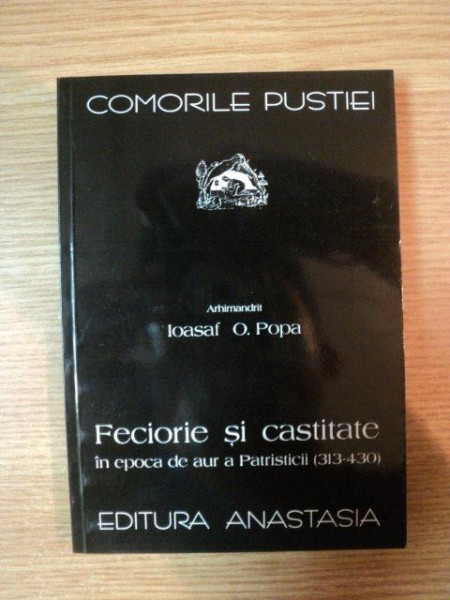 COMORILE PUSTIEI
Arhimandrit
Ioasaf O. Popa
Feciorie și castitate
în epoca de aur a Patristicii (313-430)
EDITURA ANASTASIA